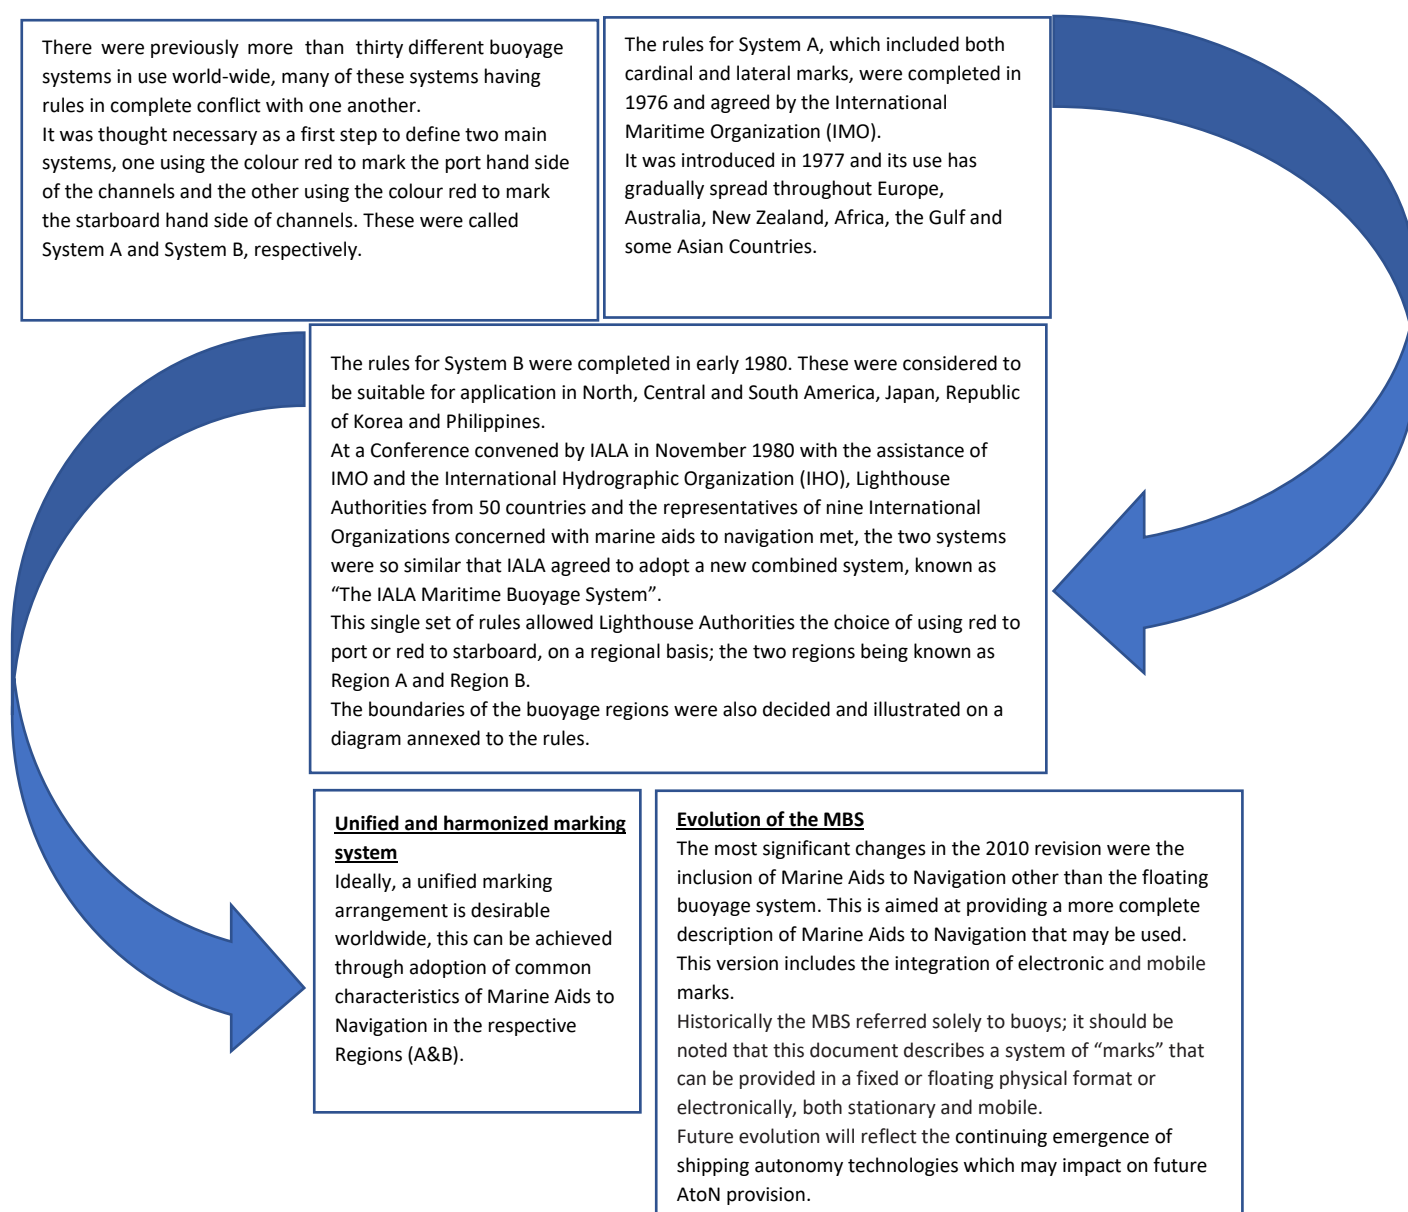 There were previously more than thirty different buoyage
systems in use world-wide, many of these systems having
rules in complete conflict with one another.
It was thought necessary as a first step to define two main
systems, one using the colour red to mark the port hand side
of the channels and the other using the colour red to mark
the starboard hand side of channels. These were called
System A and System B, respectively.
The rules for System A, which included both
cardinal and lateral marks, were completed in
1976 and agreed by the International
Maritime Organization (IMO).
It was introduced in 1977 and its use has
gradually spread throughout Europe,
Australia, New Zealand, Africa, the Gulf and
some Asian Countries.
The rules for System B were completed in early 1980. These were considered to
be suitable for application in North, Central and South America, Japan, Republic
of Korea and Philippines.
At a Conference convened by IALA in November 1980 with the assistance of
IMO and the International Hydrographic Organization (IHO), Lighthouse
Authorities from 50 countries and the representatives of nine International
Organizations concerned with marine aids to navigation met, the two systems
were so similar that IALA agreed to adopt a new combined system, known as
“The IALA Maritime Buoyage System”.
This single set of rules allowed Lighthouse Authorities the choice of using red to
port or red to starboard, on a regional basis; the two regions being known as
Region A and Region B.
The boundaries of the buoyage regions were also decided and illustrated on a
diagram annexed to the rules.
Unified and harmonized marking
system
Ideally, a unified marking
arrangement is desirable
worldwide, this can be achieved
through adoption of common
characteristics of Marine Aids to
Navigation in the respective
Regions (A&B).
Evolution of the MBS
The most significant changes in the 2010 revision were the
inclusion of Marine Aids to Navigation other than the floating
buoyage system. This is aimed at providing a more complete
description of Marine Aids to Navigation that may be used.
This version includes the integration of electronic and mobile
marks.
Historically the MBS referred solely to buoys; it should be
noted that this document describes a system of “marks” that
can be provided in a fixed or floating physical format or
electronically, both stationary and mobile.
Future evolution will reflect the continuing emergence of
shipping autonomy technologies which may impact on future
AtoN provision.